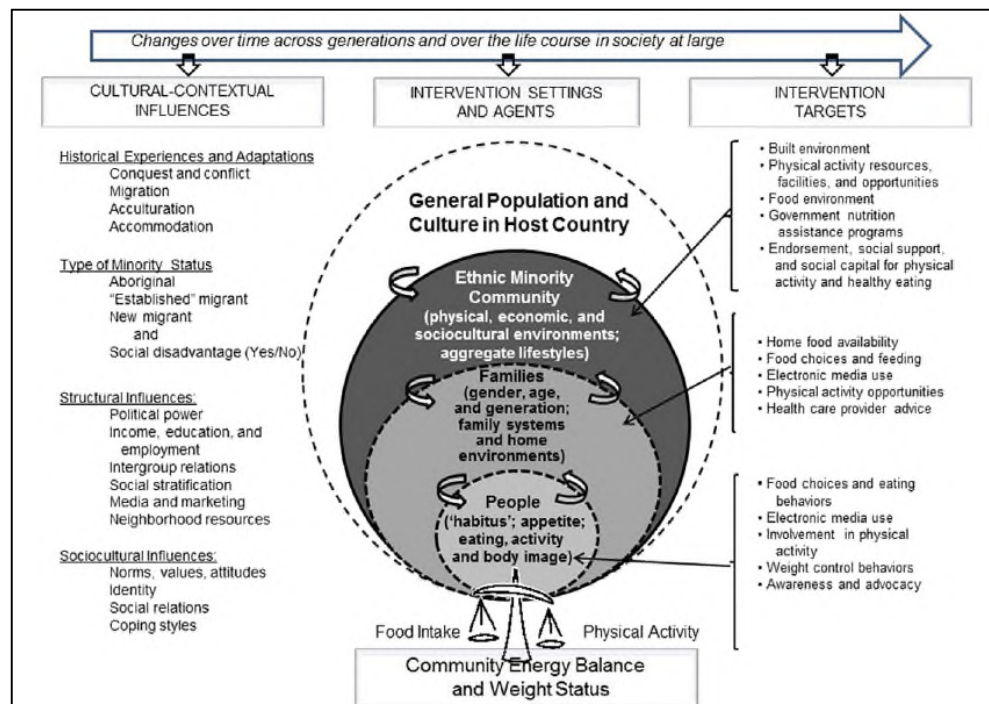 Changes over time across generations and over the life course in society at large
CULTURAL-CONTEXTUAL
INFLUENCES
INTERVENTION SETTINGS
AND AGENTS
INTERVENTION
TARGETS
Historical Experiences and Adaptations
Conquest and conflict
Migration
Acculturation
Accommodation
Type of Minority Status
Aboriginal
"Established" migrant
New migrant
and
Social disadvantage (Yes/No)
Structural Influences:
Political power
Income, education, and
employment
Intergroup relations
Social stratification
Media and marketing
Neighborhood resources
Sociocultural Influences:
Norms, values, attitudes
Identity
Social relations
Coping styles
General Population and
Culture in Host Country
Ethnic Minority
Community
(physical, economic, and
sociocultural environments;
aggregate lifestyles)
Families
(gender, age,
and generation;
family systems
and home
environments)
People
('habitus'; appetite;
eating, activity
and body image)
Food Intake
Physical Activity
Community Energy Balance
and Weight Status
• Built environment
• Physical activity resources,
facilities, and opportunities
• Food environment
• Government nutrition
assistance programs
• Endorsement, social support,
and social capital for physical
activity and healthy eating
• Home food availability
• Food choices and feeding
• Electronic media use
• Physical activity opportunities
• Health care provider advice
• Food choices and eating
behaviors
• Electronic media use
• Involvement in physical
activity
• Weight control behaviors
• Awareness and advocacy